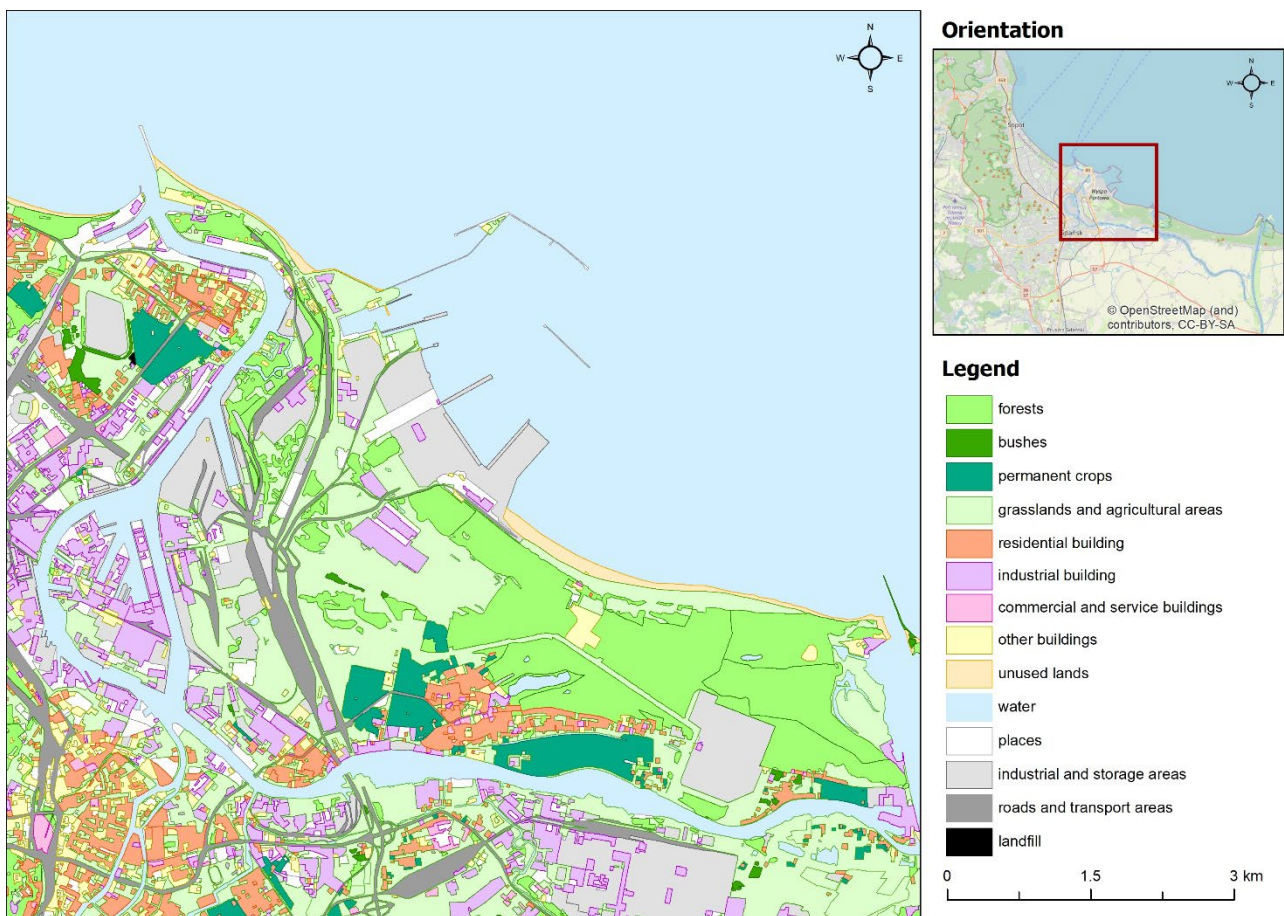 N
W E
S
Orientation
N
W E
S
Sopot
Gdańsk
© OpenStreetMap (and)
contributors, CC-BY-SA
Legend
forests
bushes
permanent crops
grasslands and agricultural areas
residential building
industrial building
commercial and service buildings
other buildings
unused lands
water
places
industrial and storage areas
roads and transport areas
landfill
0 1.5 3 km